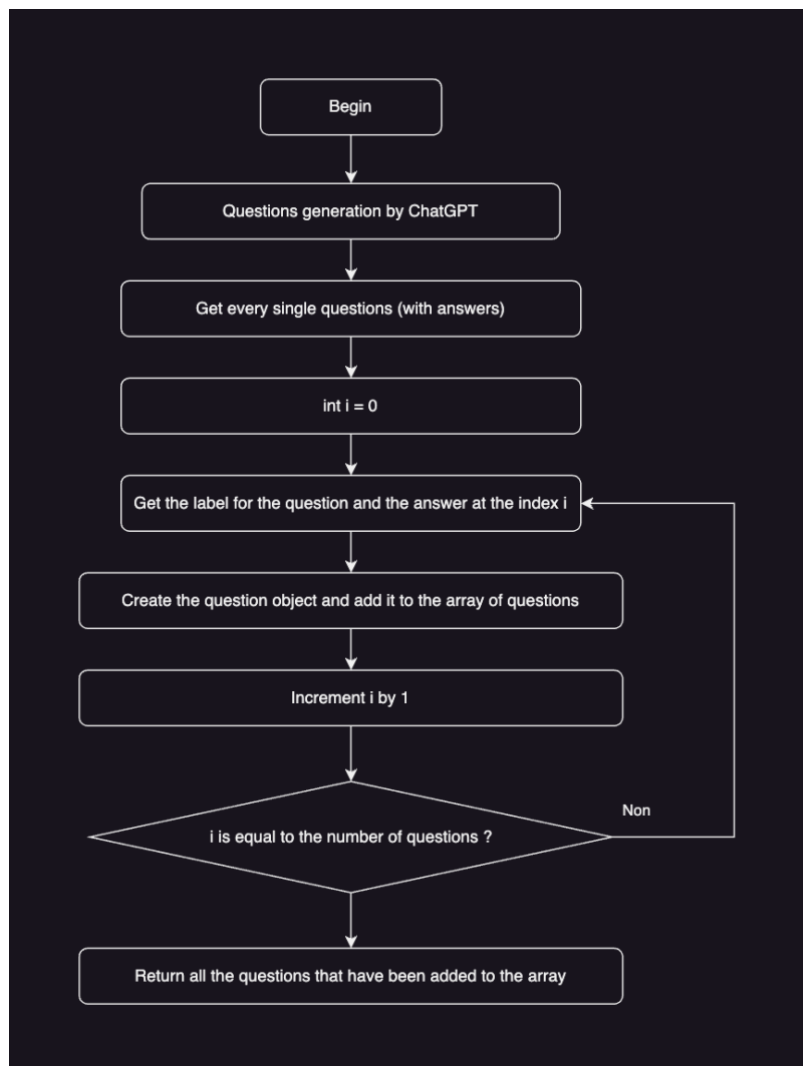 Begin
Questions generation by ChatGPT
Get every single questions (with answers)
int i = 0
Get the label for the question and the answer at the index i
Create the question object and add it to the array of questions
Increment i by 1
Non
i is equal to the number of questions ?
Return all the questions that have been added to the array